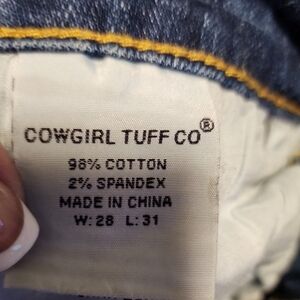 COWGIRL TUFF CO®
98% COTTON
2% SPANDEX
MADE IN CHINA
W: 28 L: 31